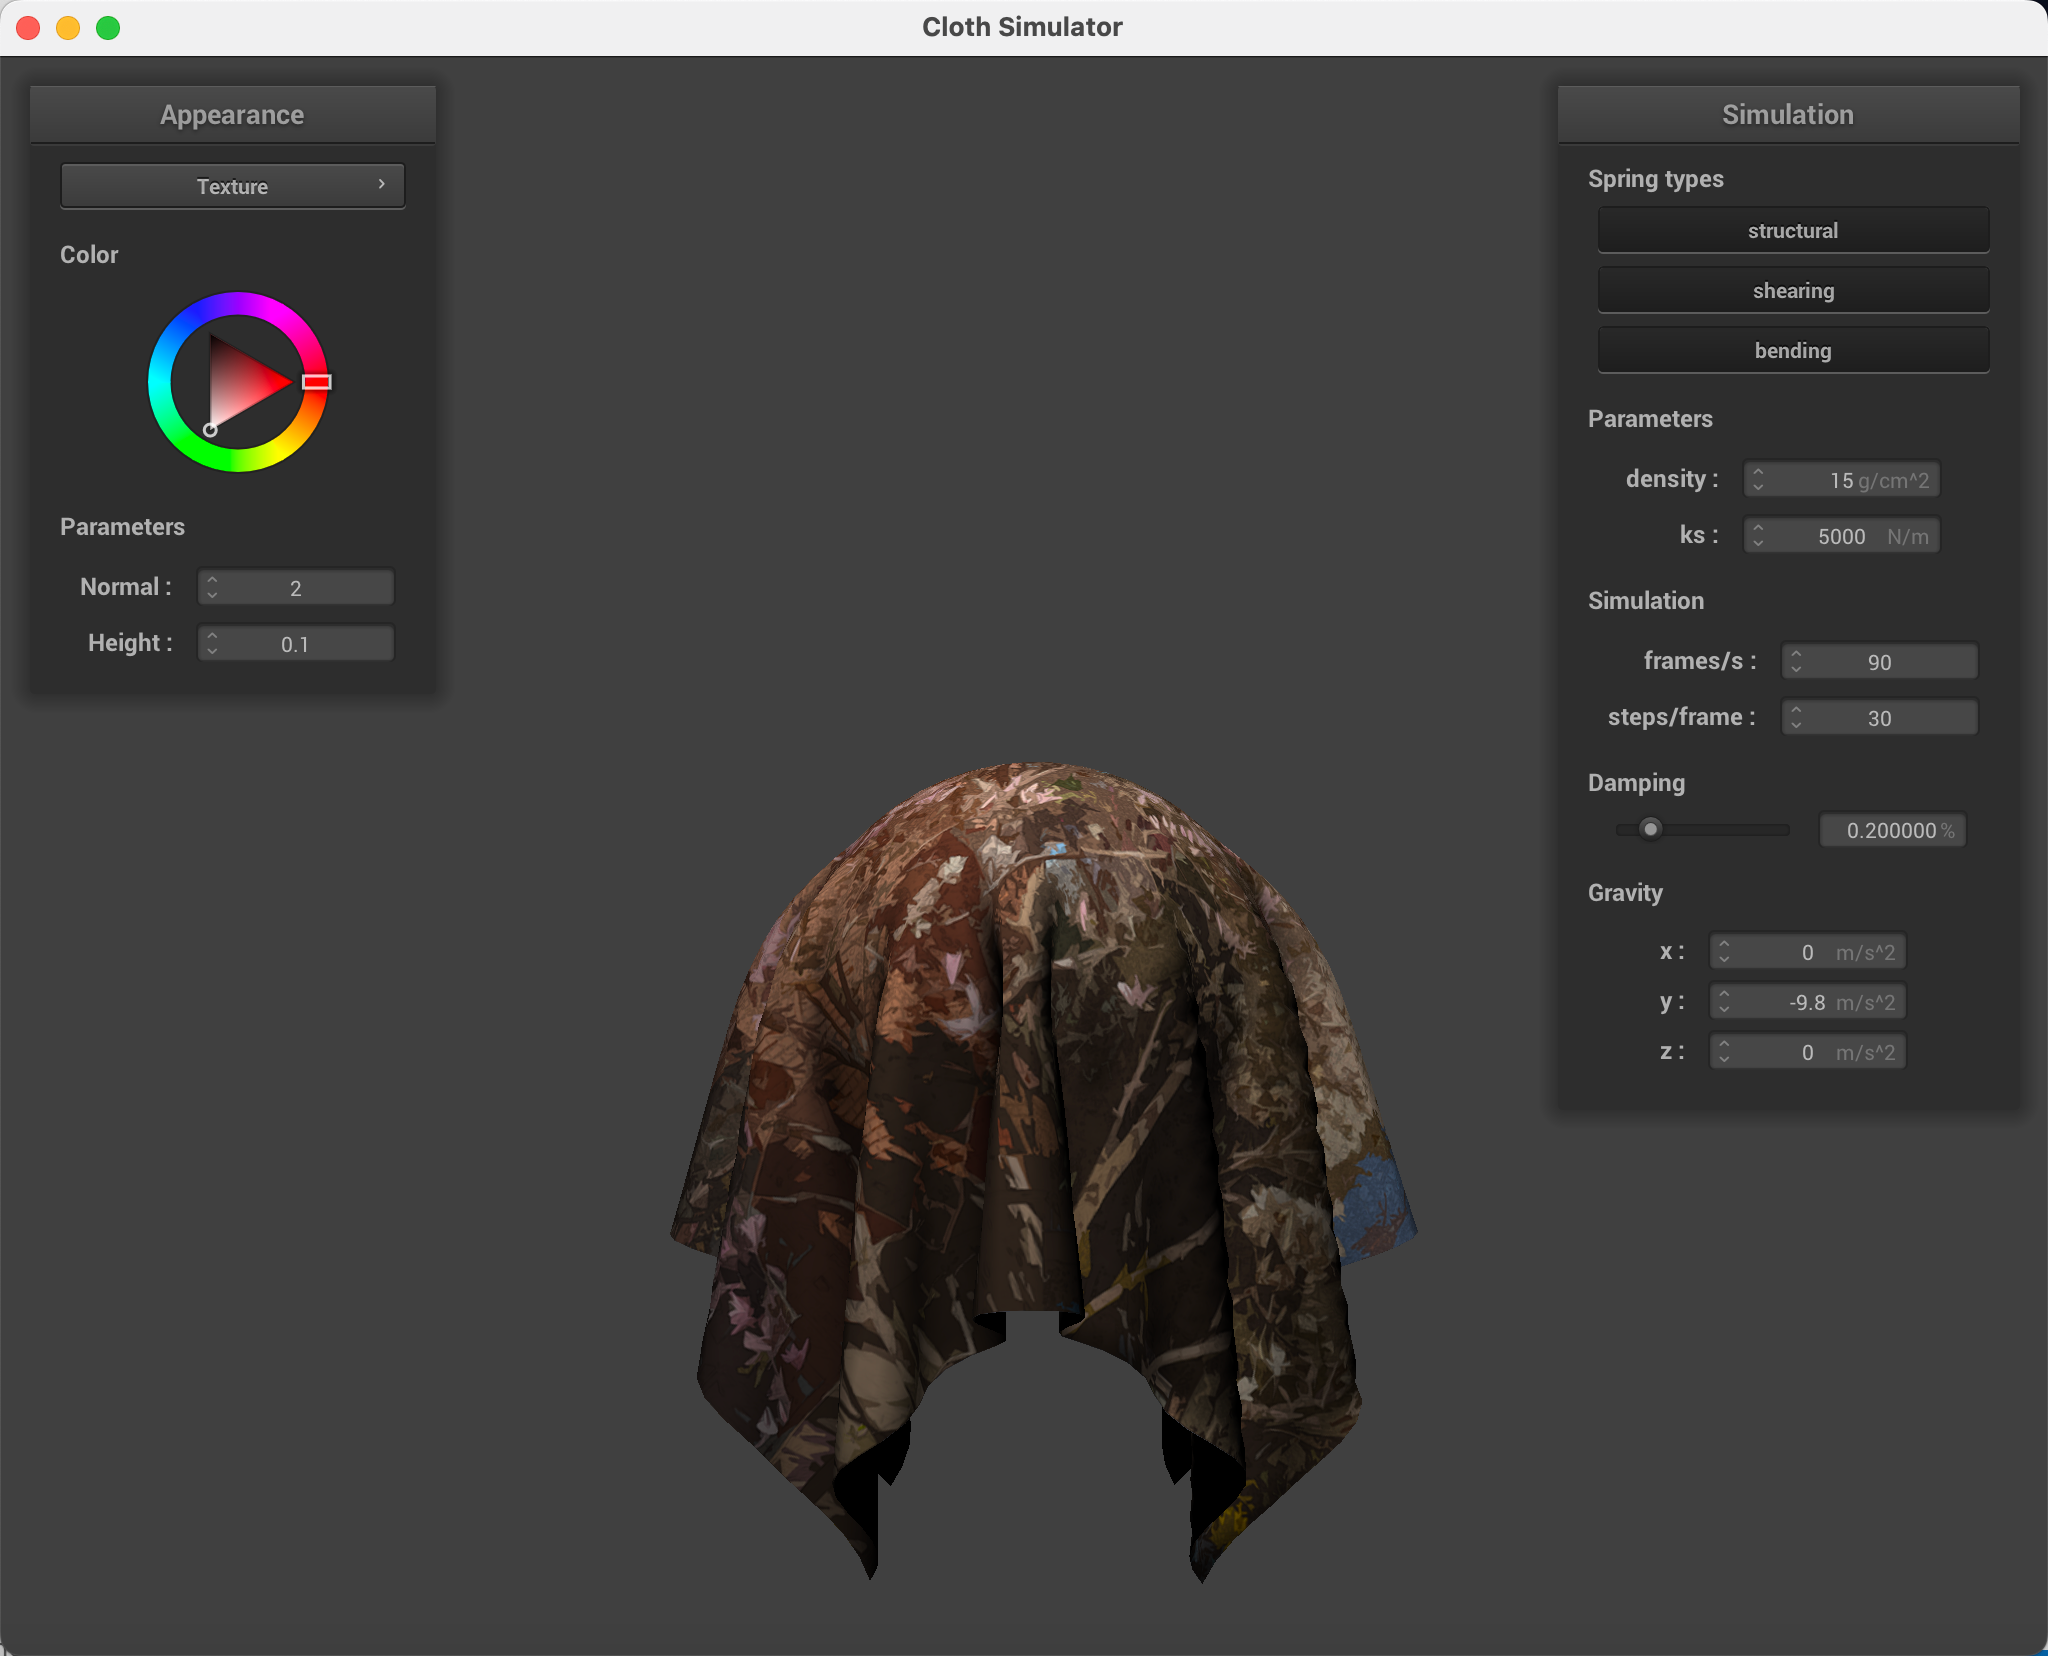 Cloth Simulator
Appearance
Texture
Color
Parameters
Normal : 2
Height : 0.1
Simulation
Spring types
structural
shearing
bending
Parameters
density : 15 g/cm^2
ks : 5000 N/m
Simulation
frames/s : 90
steps/frame : 30
Damping
0.200000 %
Gravity
x : 0 m/s^2
y : -9.8 m/s^2
z : 0 m/s^2